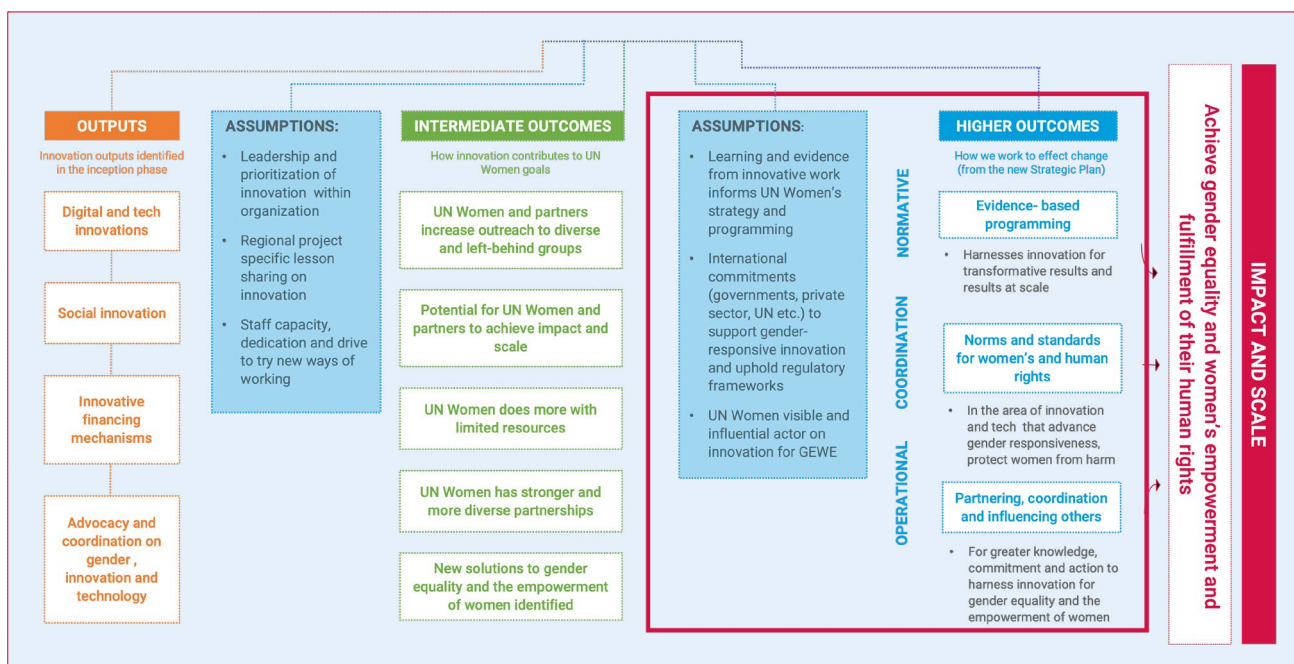 OUTPUTS
Innovation outputs identified
in the inception phase
Digital and tech
innovations
Social innovation
Innovative
financing
mechanisms
Advocacy and
coordination on
gender ,
innovation and
technology
ASSUMPTIONS:
• Leadership and
prioritization of
innovation within
organization
• Regional project
specific lesson
sharing on
innovation
• Staff capacity,
dedication and drive
to try new ways of
working
INTERMEDIATE OUTCOMES
How innovation contributes to UN
Women goals
UN Women and partners
increase outreach to diverse
and left-behind groups
Potential for UN Women and
partners to achieve impact and
scale
UN Women does more with
limited resources
UN Women has stronger and
more diverse partnerships
New solutions to gender
equality and the empowerment
of women identified
ASSUMPTIONS:
• Learning and evidence
from innovative work
informs UN Women’s
strategy and
programming
• International
commitments
(governments, private
sector, UN etc.) to
support gender-
responsive innovation
and uphold regulatory
frameworks
• UN Women visible and
influential actor on
innovation for GEWE
NORMATIVE
COORDINATION
OPERATIONAL
HIGHER OUTCOMES
How we work to effect change
(from the new Strategic Plan)
Evidence- based
programming
• Harnesses innovation for
transformative results and
results at scale
Norms and standards
for women’s and human
rights
• In the area of innovation
and tech that advance
gender responsiveness,
protect women from harm
Partnering, coordination
and influencing others
• For greater knowledge,
commitment and action to
harness innovation for
gender equality and the
empowerment of women
Achieve gender equality and women’s empowerment and
fulfillment of their human rights
IMPACT AND SCALE